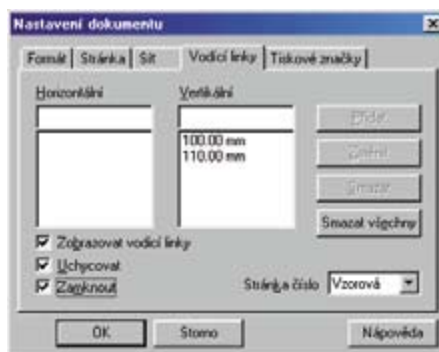 Nastavení dokumentu
Formát Stránka Síť Vodicí linky Tiskové značky
Horizontální Vertikální
100.00 mm
110.00 mm
Přidat
Změnit
Smazat
Smazat všechny
Zobrazovat vodicí linky
Uchycovat
Zamknout
Stránka číslo Vzorová
OK Storno Nápověda